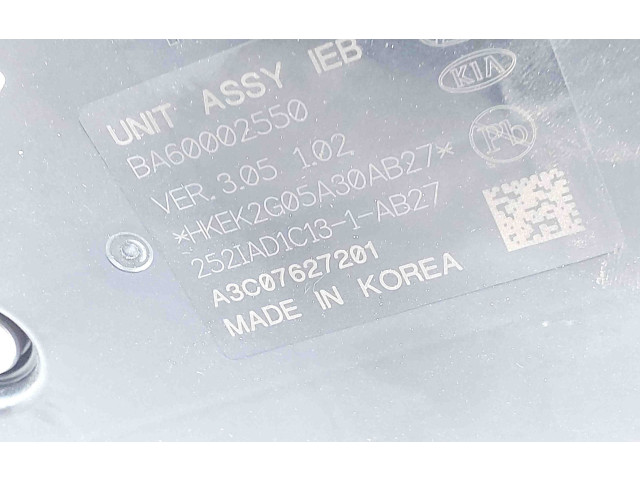 UNIT ASSY IEB
BA60002550
VER.3.05 1.02
*HKEK2G05A30AB27*
252IAD1C13-1-AB27
A3C07627201
MADE IN KOREA
KIA
Pb